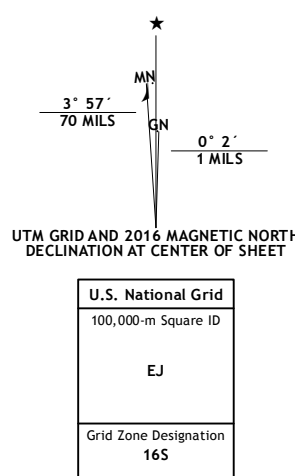 ★
MN
3° 57´
70 MILS
GN
0° 2´
1 MILS
UTM GRID AND 2016 MAGNETIC NORTH
DECLINATION AT CENTER OF SHEET
U.S. National Grid
100,000-m Square ID
EJ
Grid Zone Designation
16S